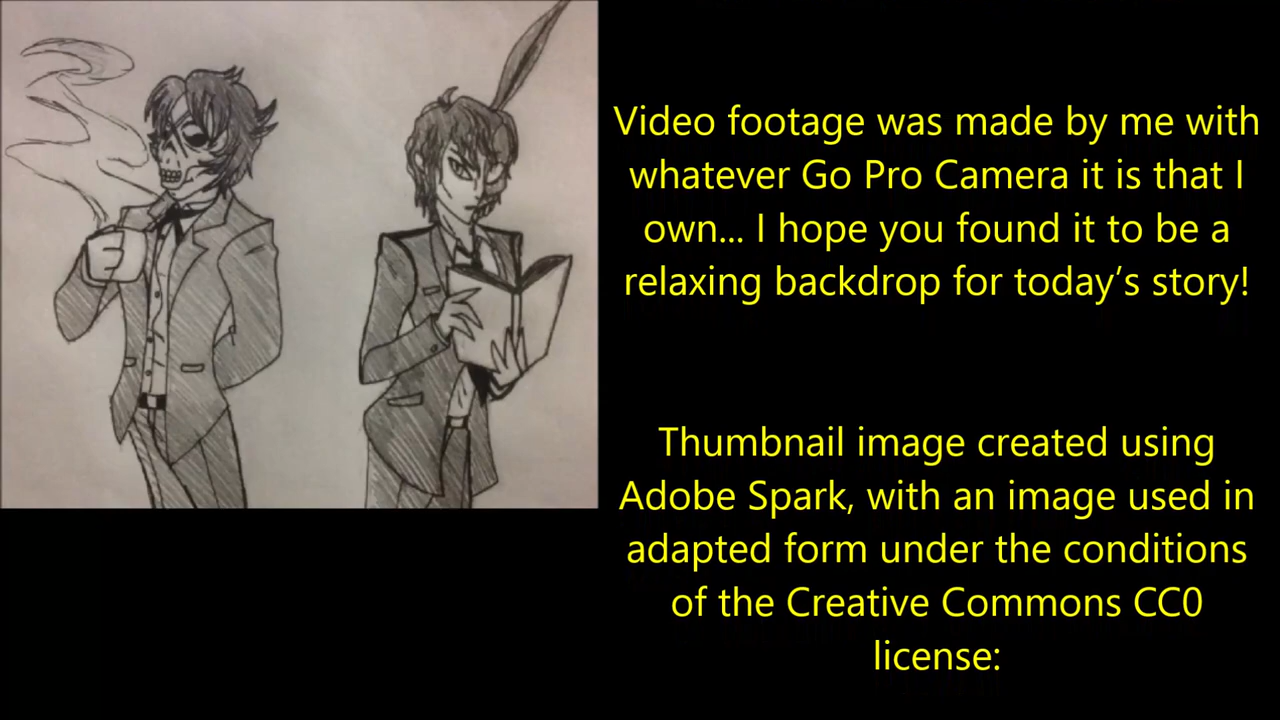 Video footage was made by me with
whatever Go Pro Camera it is that I
own... I hope you found it to be a
relaxing backdrop for today’s story!
Thumbnail image created using
Adobe Spark, with an image used in
adapted form under the conditions
of the Creative Commons CC0
license: